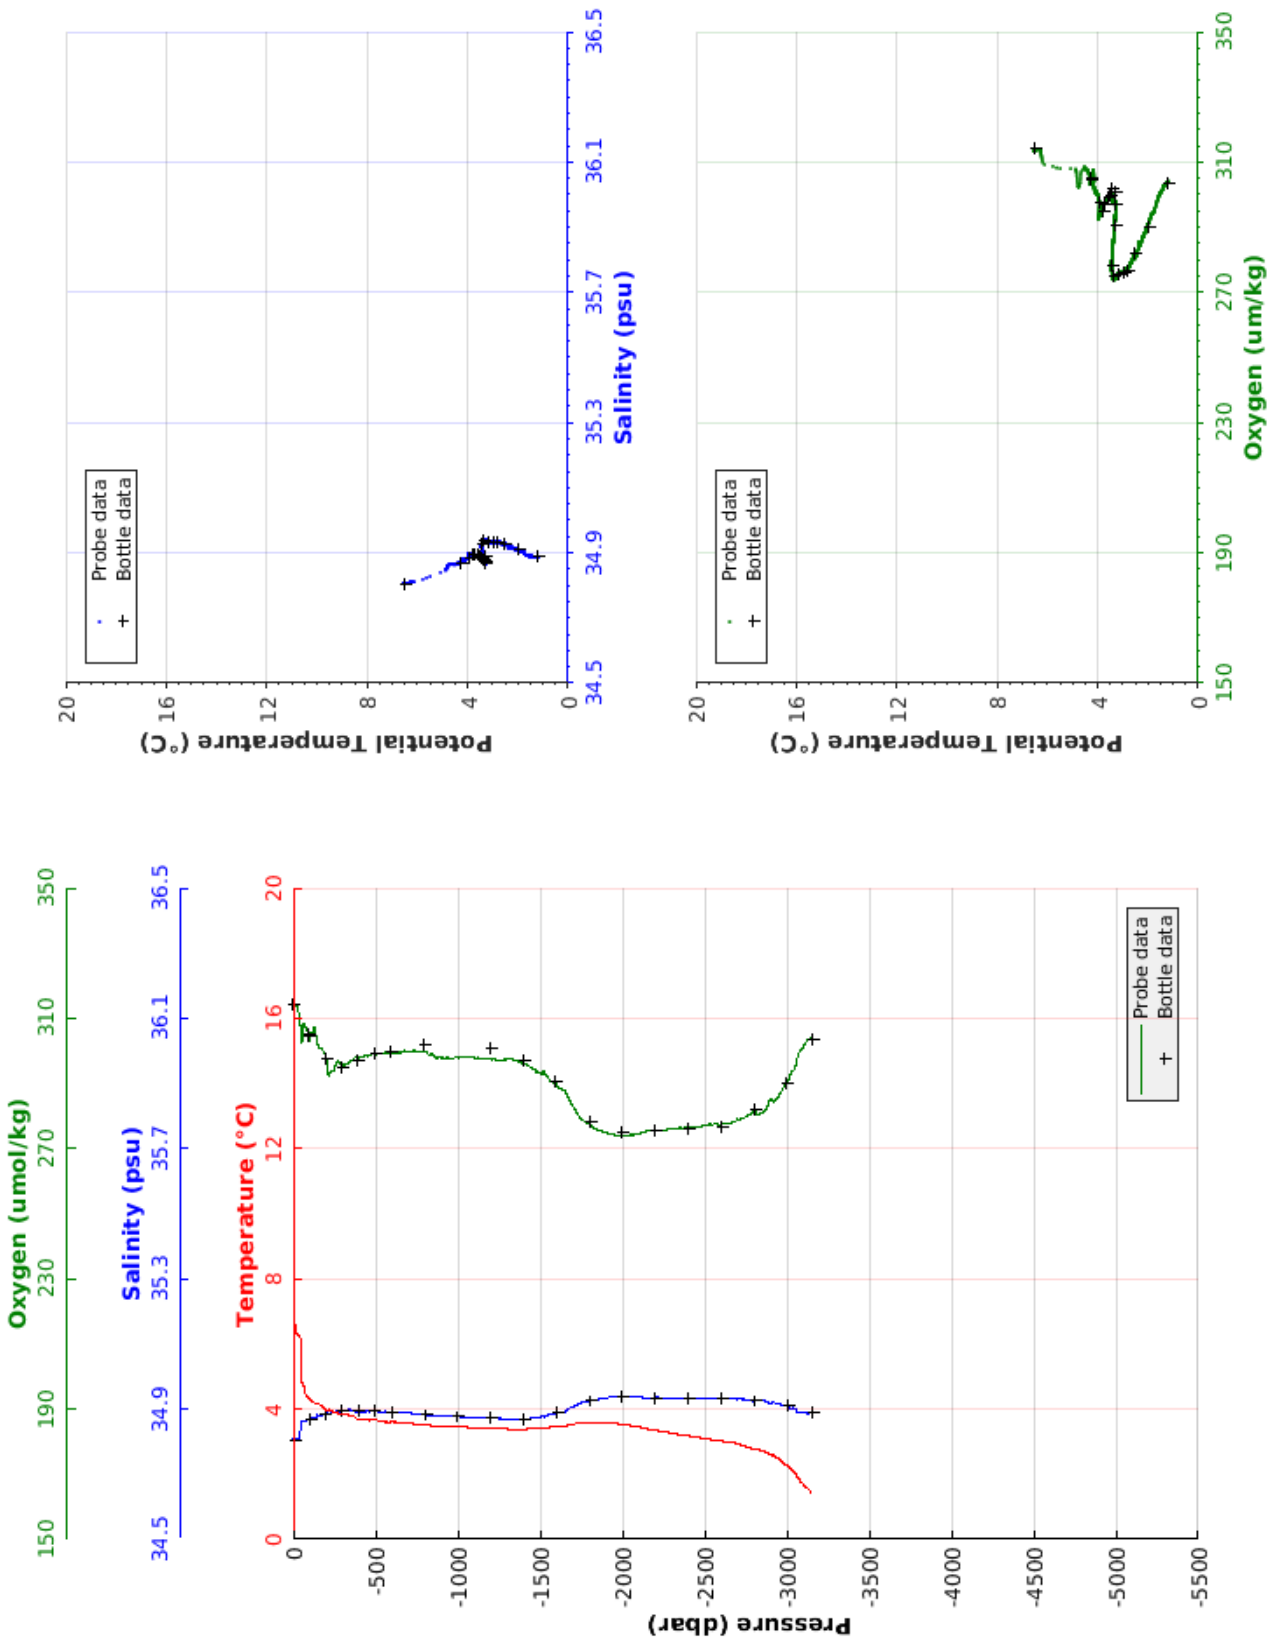 Oxygen (umol/kg)
150 190 230 270 310 350
Salinity (psu)
34.5 34.9 35.3 35.7 36.1 36.5
Temperature (°C)
0 4 8 12 16 20
Pressure (dbar)
0
-500
-1000
-1500
-2000
-2500
-3000
-3500
-4000
-4500
-5000
-5500
Probe data
Bottle data
Potential Temperature (°C)
20
16
12
8
4
0
Probe data
Bottle data
34.5 34.9 35.3 35.7 36.1 36.5
Salinity (psu)
Potential Temperature (°C)
20
16
12
8
4
0
Probe data
Bottle data
150 190 230 270 310 350
Oxygen (um/kg)